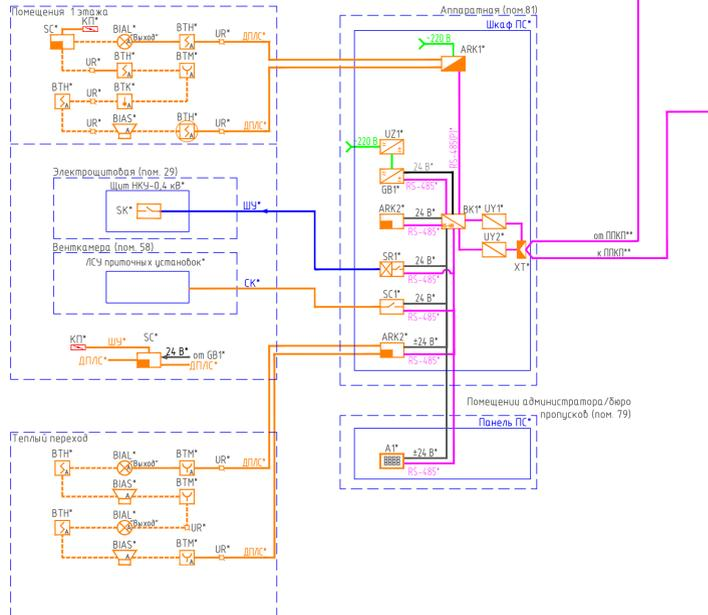 Помещения 1 этажа
КП*
SC*
BIAL*
"Выход"
BTH*
UR*
ДПЛС*
UR*
BTH*
BTM*
BTH*
UR*
BTK*
UR*
BIAS*
BTH*
UR*
ДПЛС*
Электрощитовая (пом. 29)
Щит НКУ-0,4 кВ*
SK*
ШУ*
Венткамера (пом. 58)
ЛСУ приточных установок*
СК*
КП*
ШУ*
SC*
24 В*
от GB1*
ДПЛС*
ДПЛС*
Теплый переход
BTH*
BIAL*
"Выход"
BTM*
UR*
ДПЛС*
BIAS*
BTM*
BTH*
BIAL*
"Выход"
UR*
BIAS*
BTM*
UR*
ДПЛС*
Аппаратная (пом.81)
Шкаф ПС*
~220 В
ARK1*
RS-485(Р)*
UZ1*
~220 В
GB1*
24 В*
RS-485*
ARK2*
24 В*
RS-485*
BK1*
UY1*
UY2*
XT*
от ППКП**
к ППКП**
SR1*
24 В*
RS-485*
SC1*
24 В*
RS-485*
ARK2*
±24 В*
RS-485*
Помещении администратора/бюро
пропусков (пом. 79)
Панель ПС*
A1*
±24 В*
RS-485*